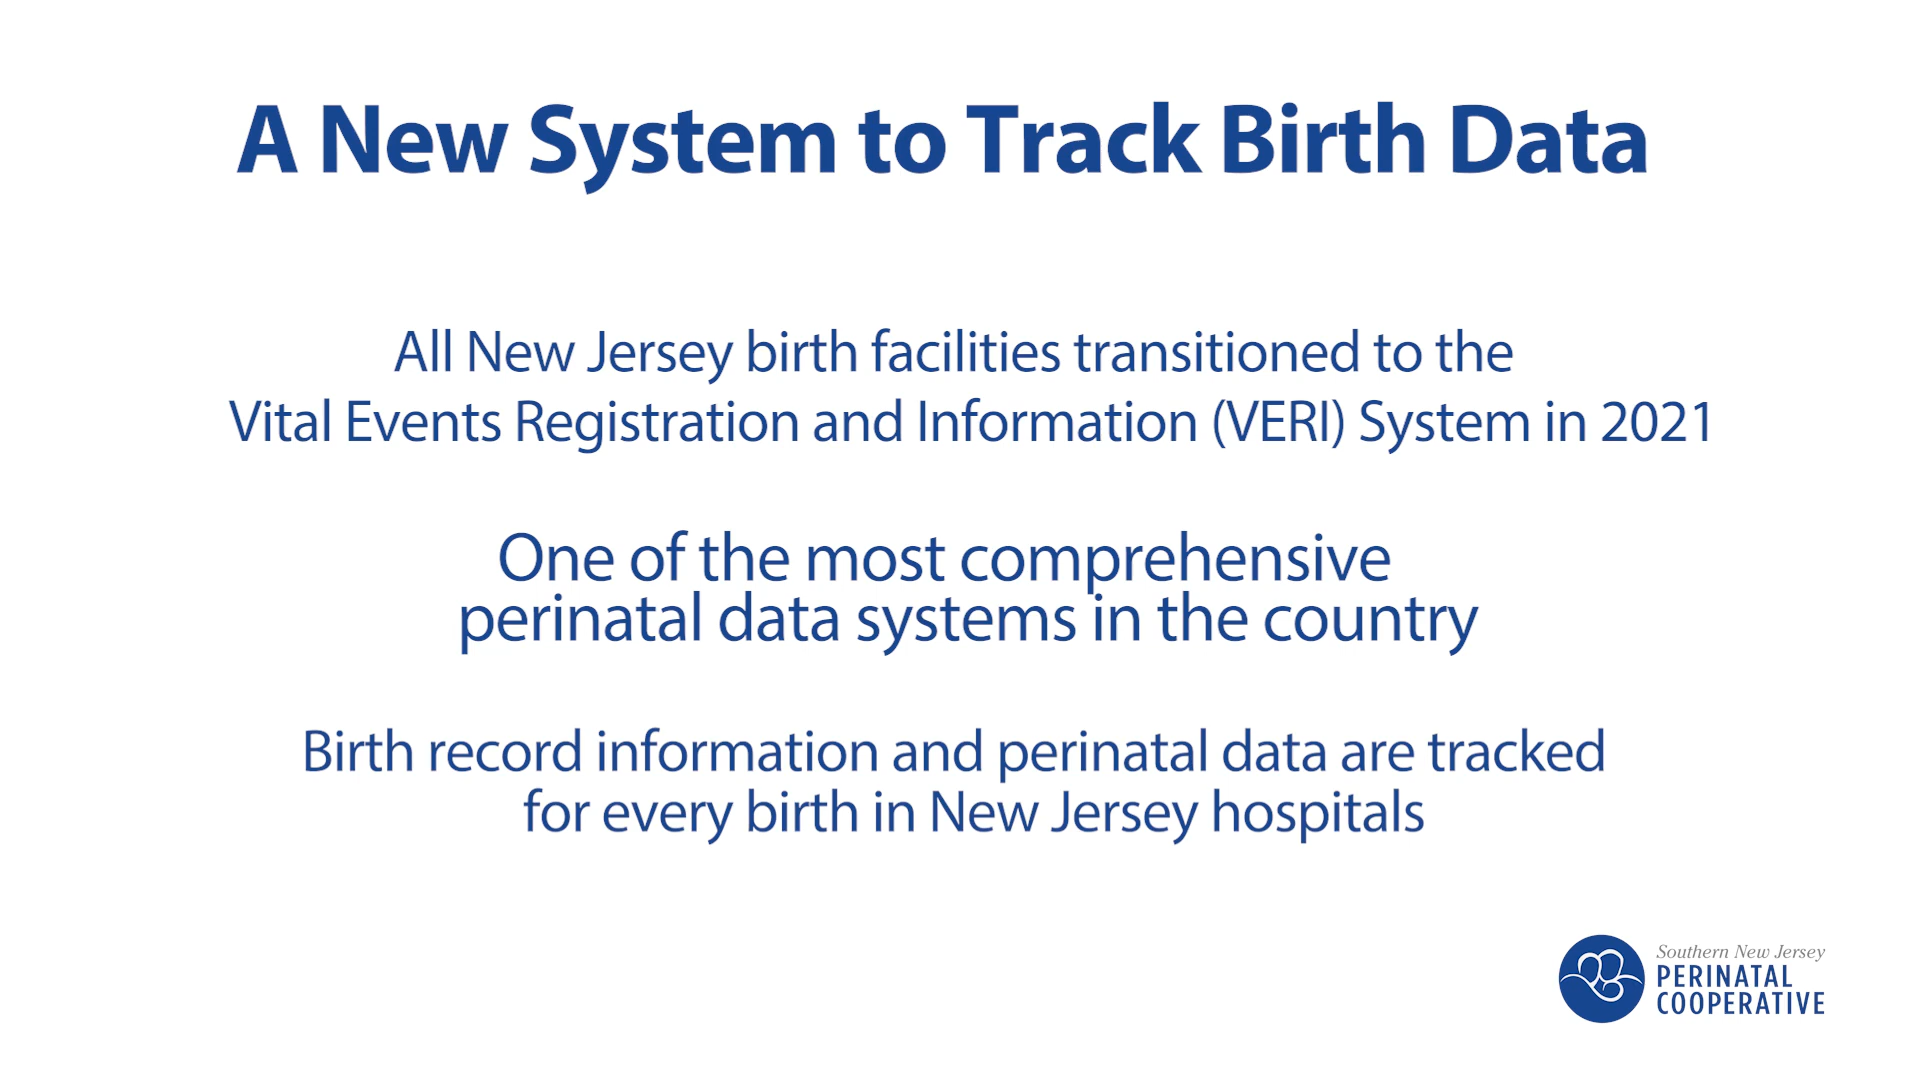 A New System to Track Birth Data
All New Jersey birth facilities transitioned to the
Vital Events Registration and Information (VERI) System in 2021
One of the most comprehensive
perinatal data systems in the country
Birth record information and perinatal data are tracked
for every birth in New Jersey hospitals
Southern New Jersey
PERINATAL
COOPERATIVE